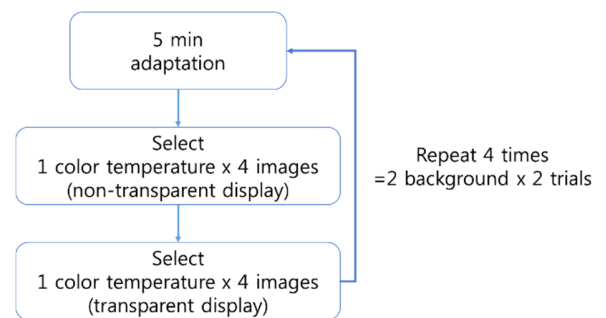 5 min
adaptation
Select
1 color temperature x 4 images
(non-transparent display)
Select
1 color temperature x 4 images
(transparent display)
Repeat 4 times
=2 background x 2 trials